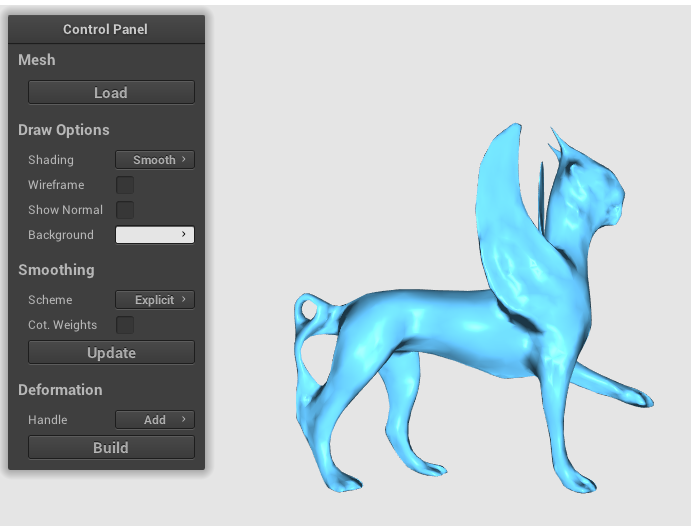 Control Panel
Mesh
Load
Draw Options
Shading Smooth
Wireframe
Show Normal
Background
Smoothing
Scheme Explicit
Cot. Weights
Update
Deformation
Handle Add
Build